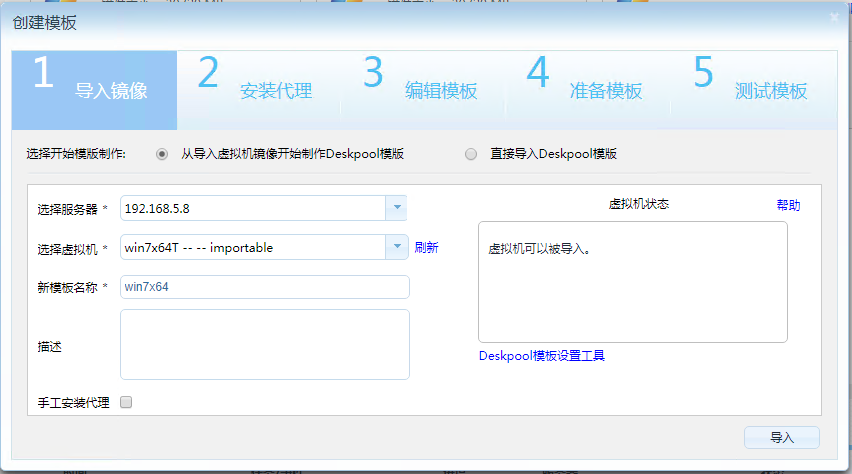 创建模板
1 导入镜像
2 安装代理
3 编辑模板
4 准备模板
5 测试模板
选择开始模版制作: 从导入虚拟机镜像开始制作Deskpool模版 直接导入Deskpool模版
选择服务器 * 192.168.5.8
选择虚拟机 * win7x64T -- -- importable 刷新
新模板名称 * win7x64
描述
手工安装代理
虚拟机状态 帮助
虚拟机可以被导入。
Deskpool模板设置工具
导入